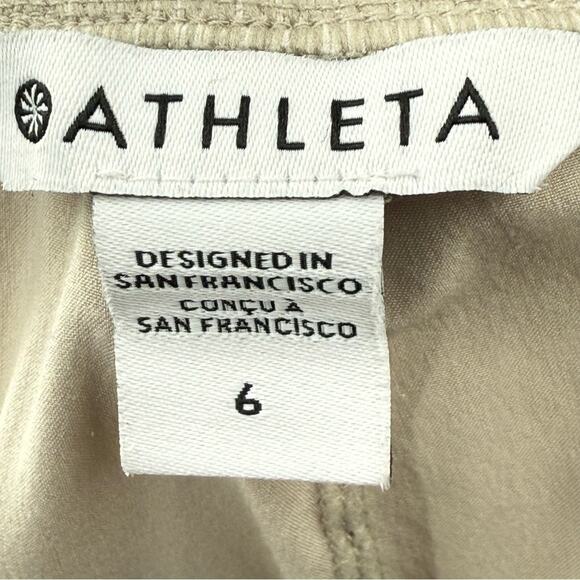 ATHLETA
DESIGNED IN
SAN FRANCISCO
CONÇU A
SAN FRANCISCO
6